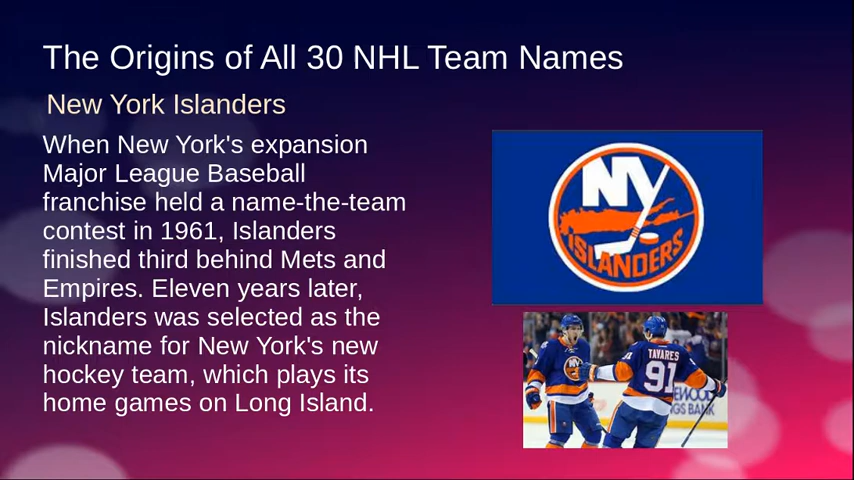 The Origins of All 30 NHL Team Names
New York Islanders
When New York's expansion
Major League Baseball
franchise held a name-the-team
contest in 1961, Islanders
finished third behind Mets and
Empires. Eleven years later,
Islanders was selected as the
nickname for New York's new
hockey team, which plays its
home games on Long Island.
NY
ISLANDERS
TAVARES
91
NY